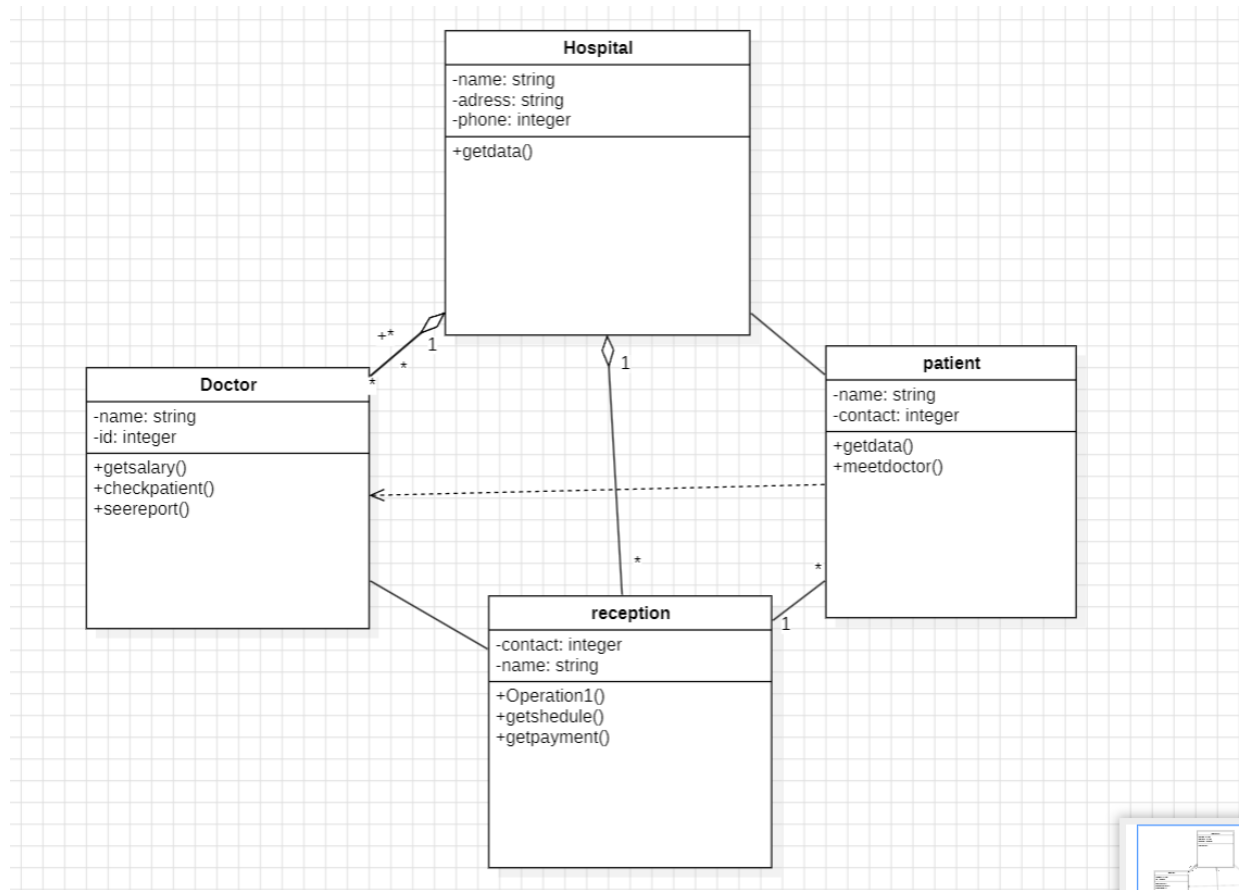 Hospital
-name: string
-adress: string
-phone: integer
+getdata()
+*
1
*
*
1
Doctor
-name: string
-id: integer
+getsalary()
+checkpatient()
+seereport()
patient
-name: string
-contact: integer
+getdata()
+meetdoctor()
*
*
1
reception
-contact: integer
-name: string
+Operation1()
+getshedule()
+getpayment()